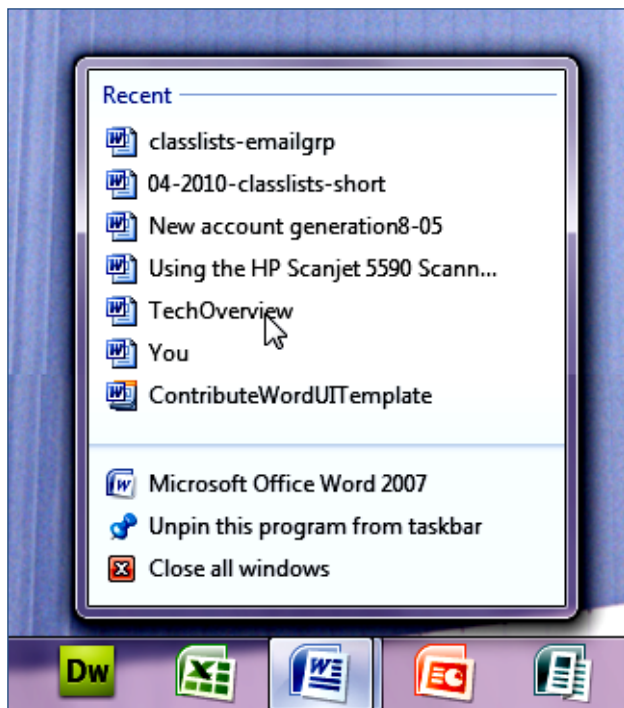 Recent
classlists-emailgrp
04-2010-classlists-short
New account generation8-05
Using the HP Scanjet 5590 Scann...
TechOverview
You
ContributeWordUITemplate
Microsoft Office Word 2007
Unpin this program from taskbar
Close all windows
Dw